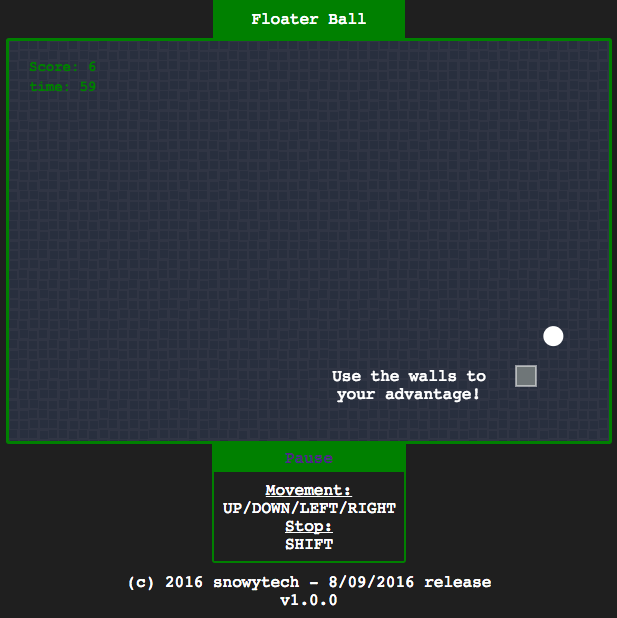 Floater Ball
Score: 6
time: 59
Use the walls to
your advantage!
Pause
Movement:
UP/DOWN/LEFT/RIGHT
Stop:
SHIFT
(c) 2016 snowytech - 8/09/2016 release
v1.0.0